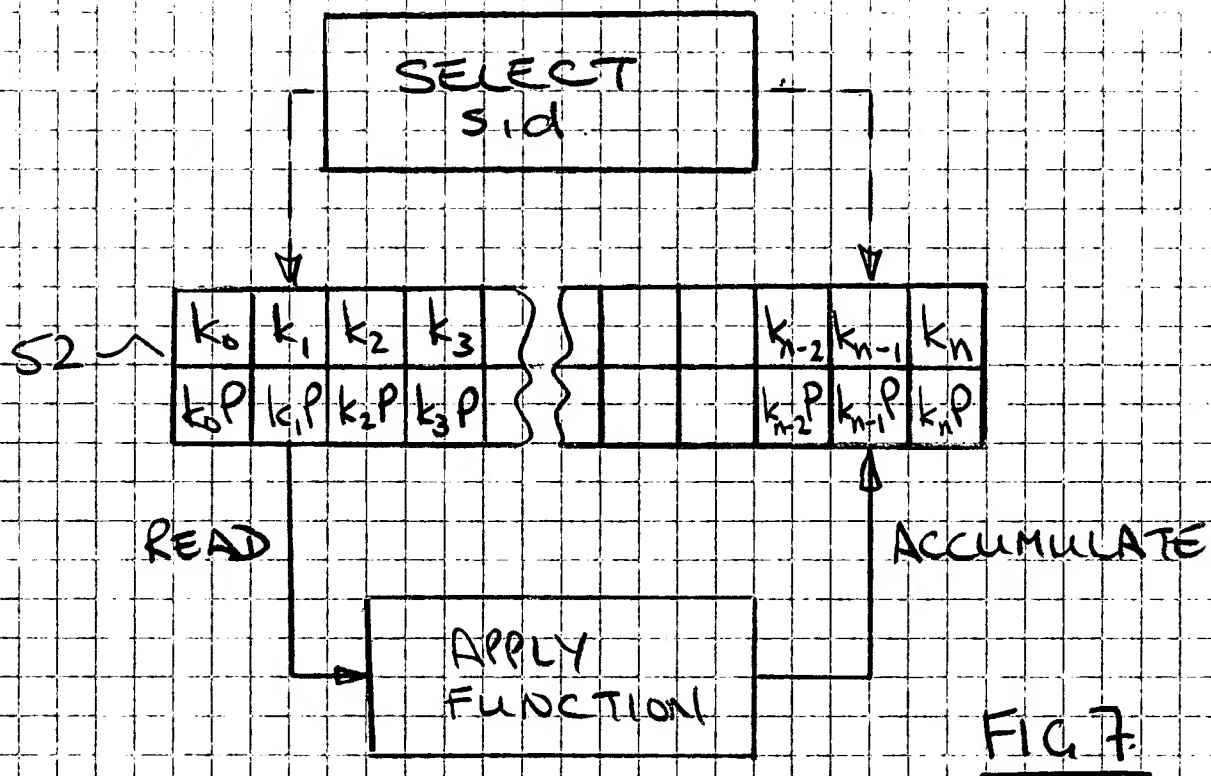 SELECT
s,d
52
k₀ k₁ k₂ k₃ kₙ₋₂ kₙ₋₁ kₙ
k₀P k₁P k₂P k₃P kₙ₋₂P kₙ₋₁P kₙP
READ
ACCUMULATE
APPLY
FUNCTION
FIG 7.